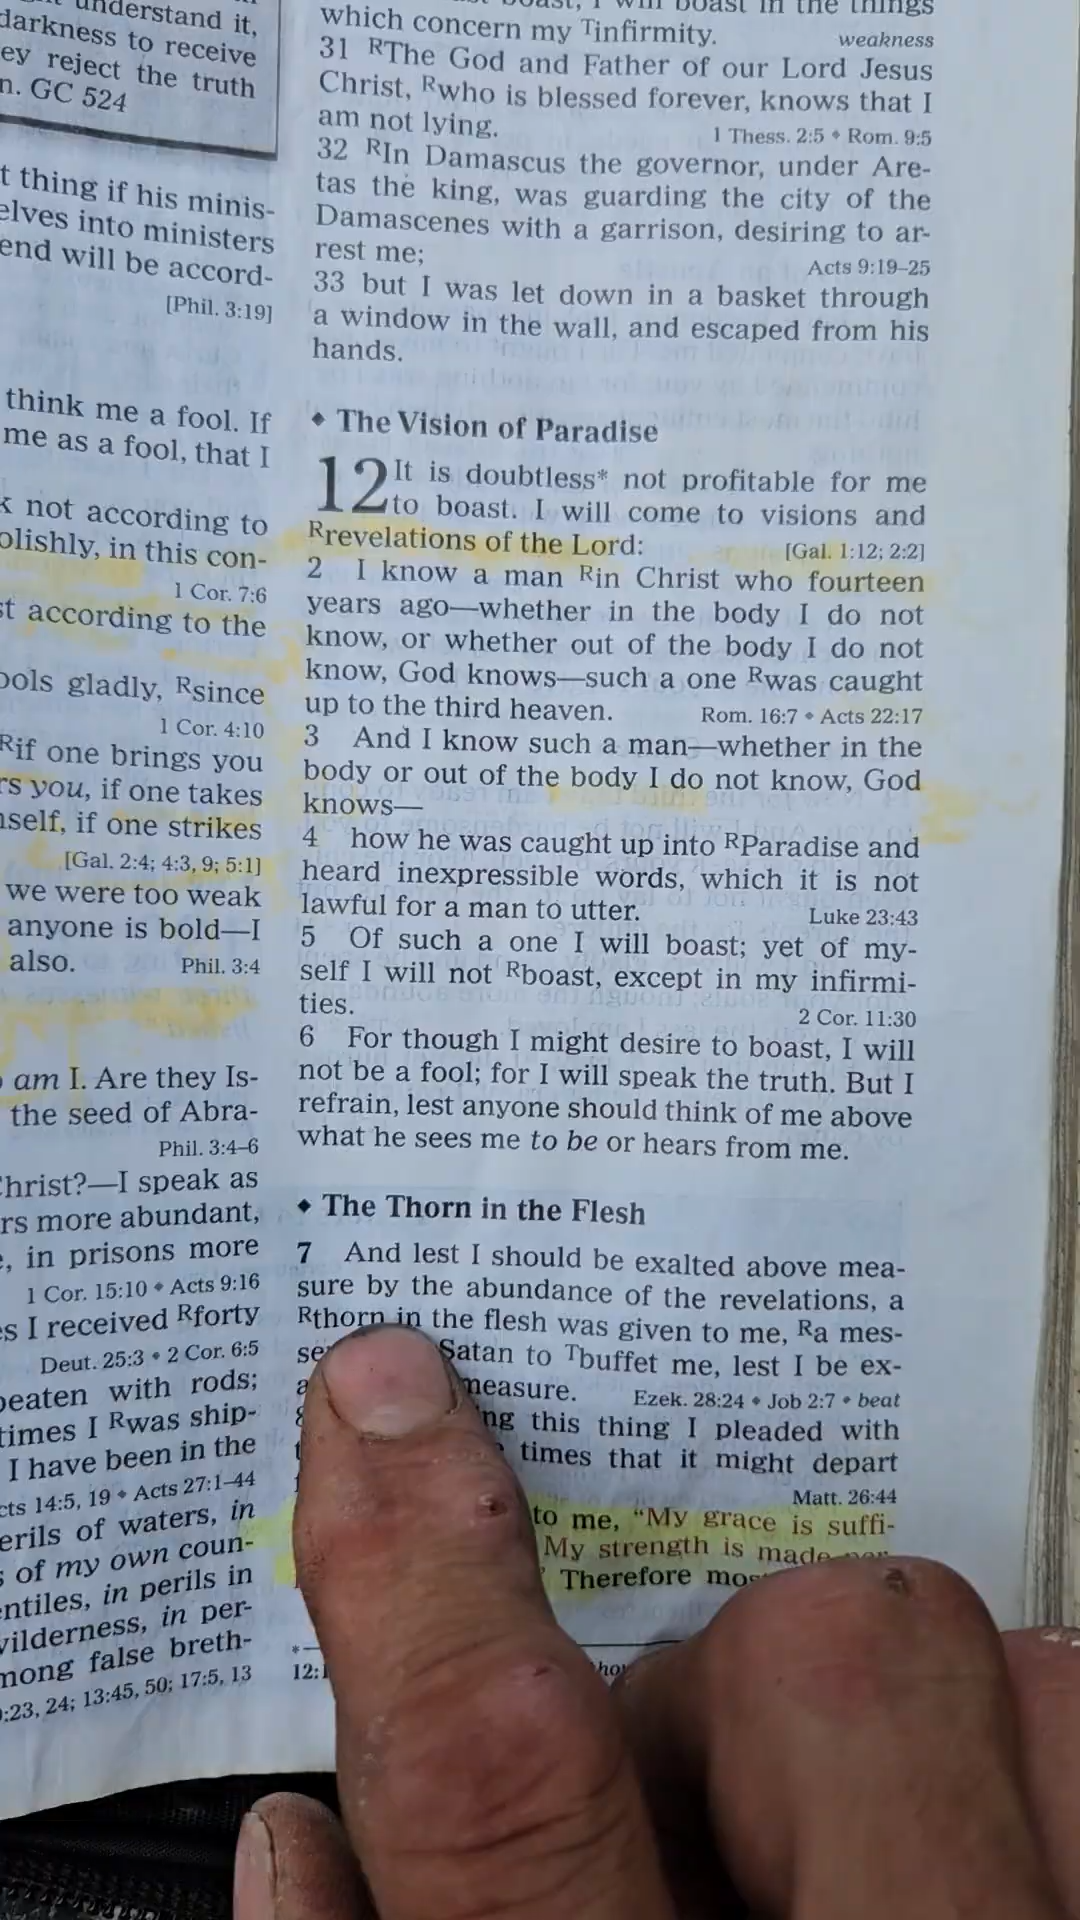 understand it,
darkness to receive
ey reject the truth
n. GC 524
t thing if his minis-
elves into ministers
end will be accord-
[Phil. 3:19]
think me a fool. If
me as a fool, that I
k not according to
olishly, in this con-
1 Cor. 7:6
st according to the
ools gladly, Rsince
1 Cor. 4:10
Rif one brings you
rs you, if one takes
nself, if one strikes
[Gal. 2:4; 4:3, 9; 5:1]
we were too weak
anyone is bold—I
also. Phil. 3:4
am I. Are they Is-
the seed of Abra-
Phil. 3:4–6
Christ?—I speak as
rs more abundant,
, in prisons more
1 Cor. 15:10 • Acts 9:16
es I received Rforty
Deut. 25:3 • 2 Cor. 6:5
beaten with rods;
times I Rwas ship-
I have been in the
cts 14:5, 19 • Acts 27:1–44
erils of waters, in
s of my own coun-
entiles, in perils in
wilderness, in per-
mong false breth-
:23, 24; 13:45, 50; 17:5, 13
boast, I will boast in the things
which concern my Tinfirmity. weakness
31 RThe God and Father of our Lord Jesus
Christ, Rwho is blessed forever, knows that I
am not lying. 1 Thess. 2:5 • Rom. 9:5
32 RIn Damascus the governor, under Are-
tas the king, was guarding the city of the
Damascenes with a garrison, desiring to ar-
rest me; Acts 9:19–25
33 but I was let down in a basket through
a window in the wall, and escaped from his
hands.
♦ The Vision of Paradise
12 It is doubtless* not profitable for me
to boast. I will come to visions and
Rrevelations of the Lord: [Gal. 1:12; 2:2]
2 I know a man Rin Christ who fourteen
years ago—whether in the body I do not
know, or whether out of the body I do not
know, God knows—such a one Rwas caught
up to the third heaven. Rom. 16:7 • Acts 22:17
3 And I know such a man—whether in the
body or out of the body I do not know, God
knows—
4 how he was caught up into RParadise and
heard inexpressible words, which it is not
lawful for a man to utter. Luke 23:43
5 Of such a one I will boast; yet of my-
self I will not Rboast, except in my infirmi-
ties. 2 Cor. 11:30
6 For though I might desire to boast, I will
not be a fool; for I will speak the truth. But I
refrain, lest anyone should think of me above
what he sees me to be or hears from me.
♦ The Thorn in the Flesh
7 And lest I should be exalted above mea-
sure by the abundance of the revelations, a
Rthorn in the flesh was given to me, Ra mes-
se Satan to Tbuffet me, lest I be ex-
a measure. Ezek. 28:24 • Job 2:7 • beat
ng this thing I pleaded with
times that it might depart
Matt. 26:44
to me, “My grace is suffi-
My strength is made
Therefore mos
*
12:1